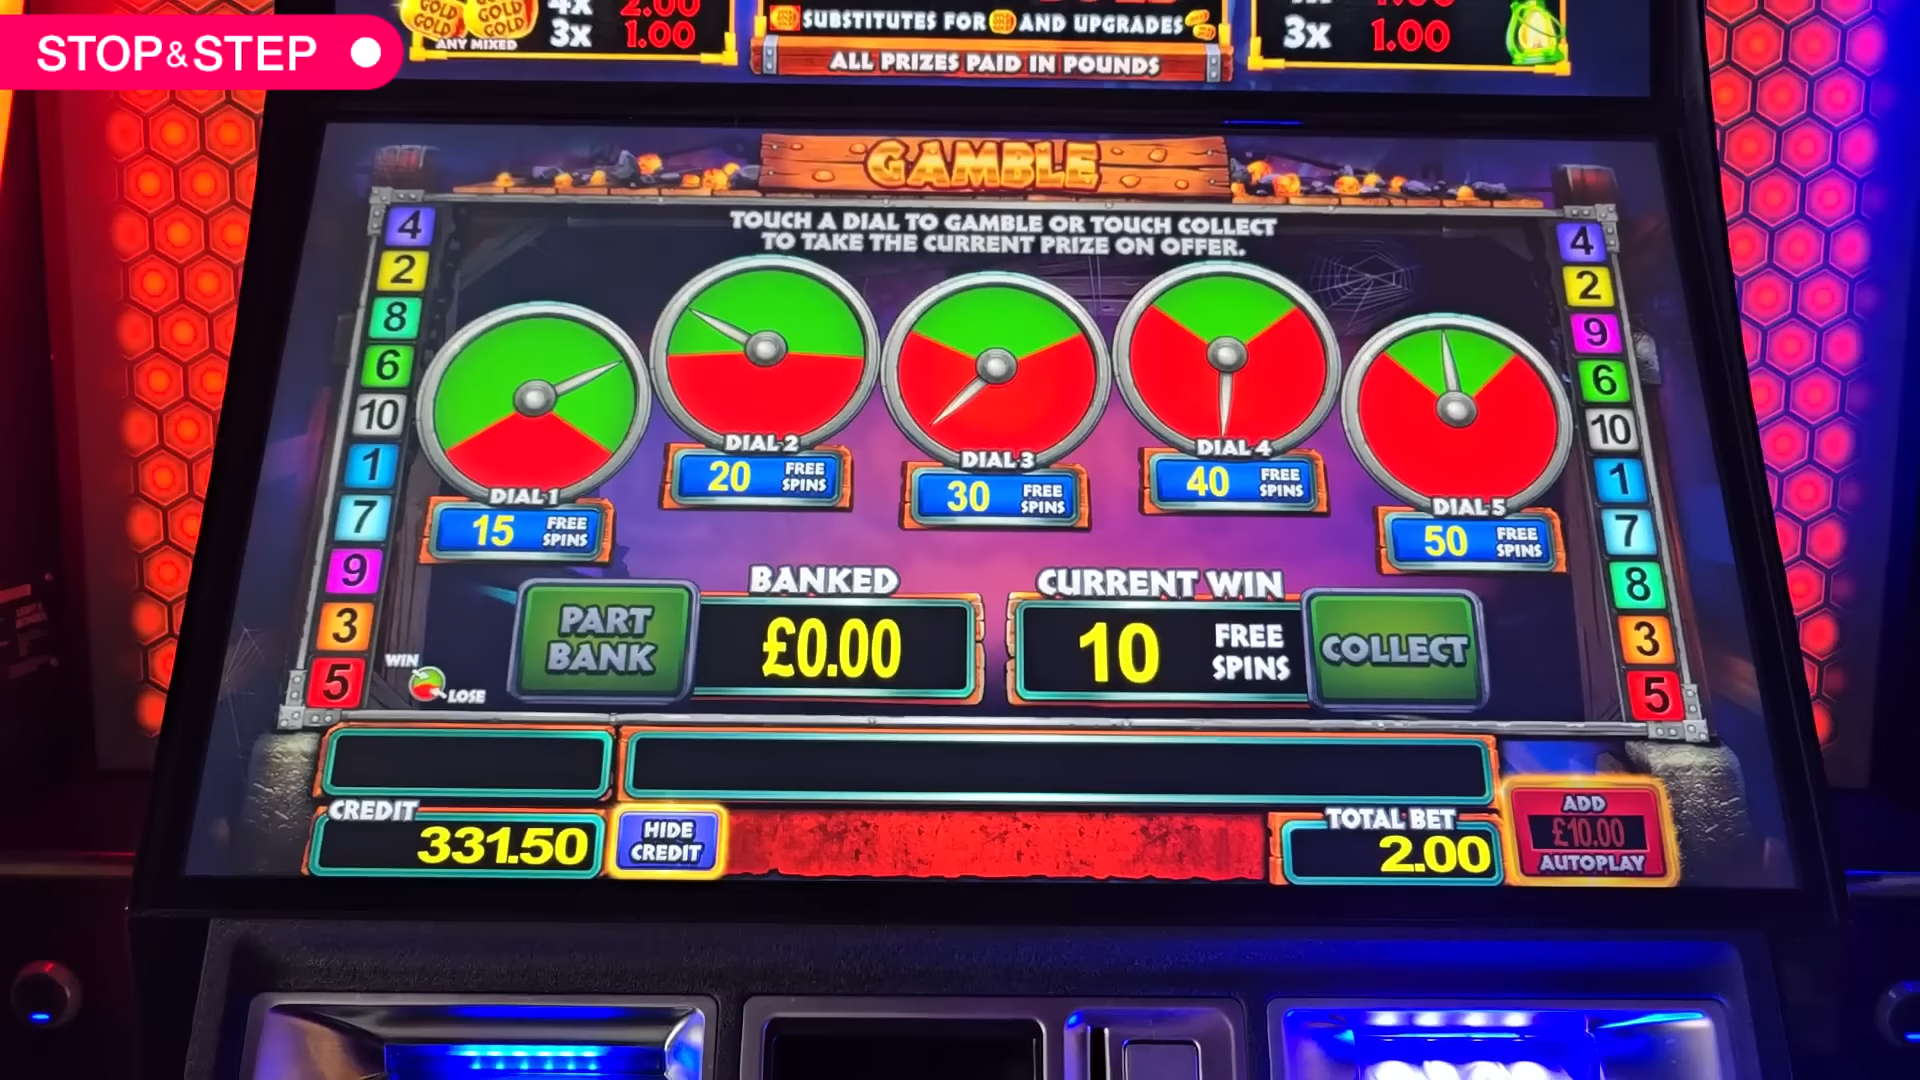 STOP&STEP
GOLD GOLD
GOLD GOLD
ANY MIXED
4x 2.00
3x 1.00
SUBSTITUTES FOR AND UPGRADES
ALL PRIZES PAID IN POUNDS
3x 1.00
GAMBLE
TOUCH A DIAL TO GAMBLE OR TOUCH COLLECT
TO TAKE THE CURRENT PRIZE ON OFFER.
4
2
8
6
10
1
7
9
3
5
DIAL 1
15 FREE SPINS
DIAL 2
20 FREE SPINS
DIAL 3
30 FREE SPINS
DIAL 4
40 FREE SPINS
DIAL 5
50 FREE SPINS
4
2
9
6
10
1
7
8
3
5
WIN
LOSE
PART BANK
BANKED
£0.00
CURRENT WIN
10 FREE SPINS
COLLECT
CREDIT
331.50
HIDE CREDIT
TOTAL BET
2.00
ADD
£10.00
AUTOPLAY